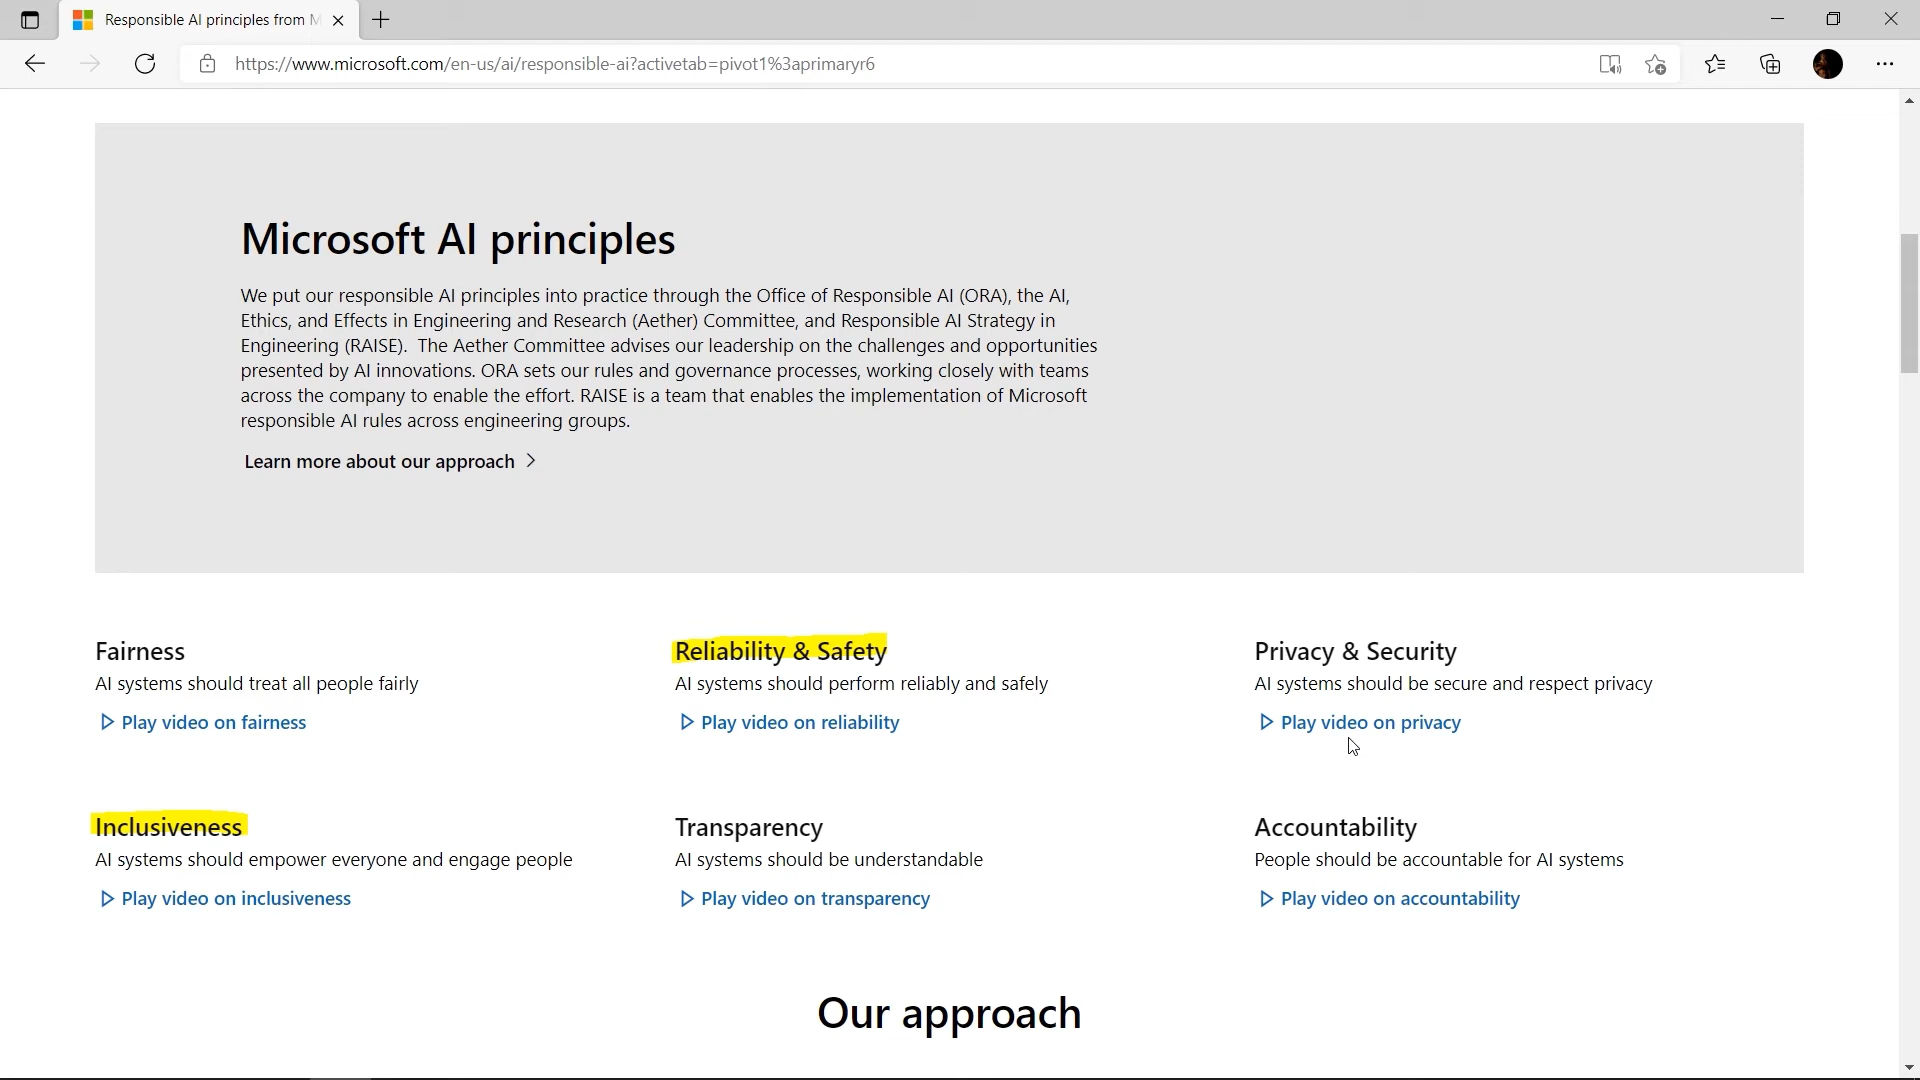 Responsible AI principles from M
https://www.microsoft.com/en-us/ai/responsible-ai?activetab=pivot1%3aprimaryr6
Microsoft AI principles
We put our responsible AI principles into practice through the Office of Responsible AI (ORA), the AI,
Ethics, and Effects in Engineering and Research (Aether) Committee, and Responsible AI Strategy in
Engineering (RAISE).  The Aether Committee advises our leadership on the challenges and opportunities
presented by AI innovations. ORA sets our rules and governance processes, working closely with teams
across the company to enable the effort. RAISE is a team that enables the implementation of Microsoft
responsible AI rules across engineering groups.
Learn more about our approach
Fairness
AI systems should treat all people fairly
Play video on fairness
Reliability & Safety
AI systems should perform reliably and safely
Play video on reliability
Privacy & Security
AI systems should be secure and respect privacy
Play video on privacy
Inclusiveness
AI systems should empower everyone and engage people
Play video on inclusiveness
Transparency
AI systems should be understandable
Play video on transparency
Accountability
People should be accountable for AI systems
Play video on accountability
Our approach